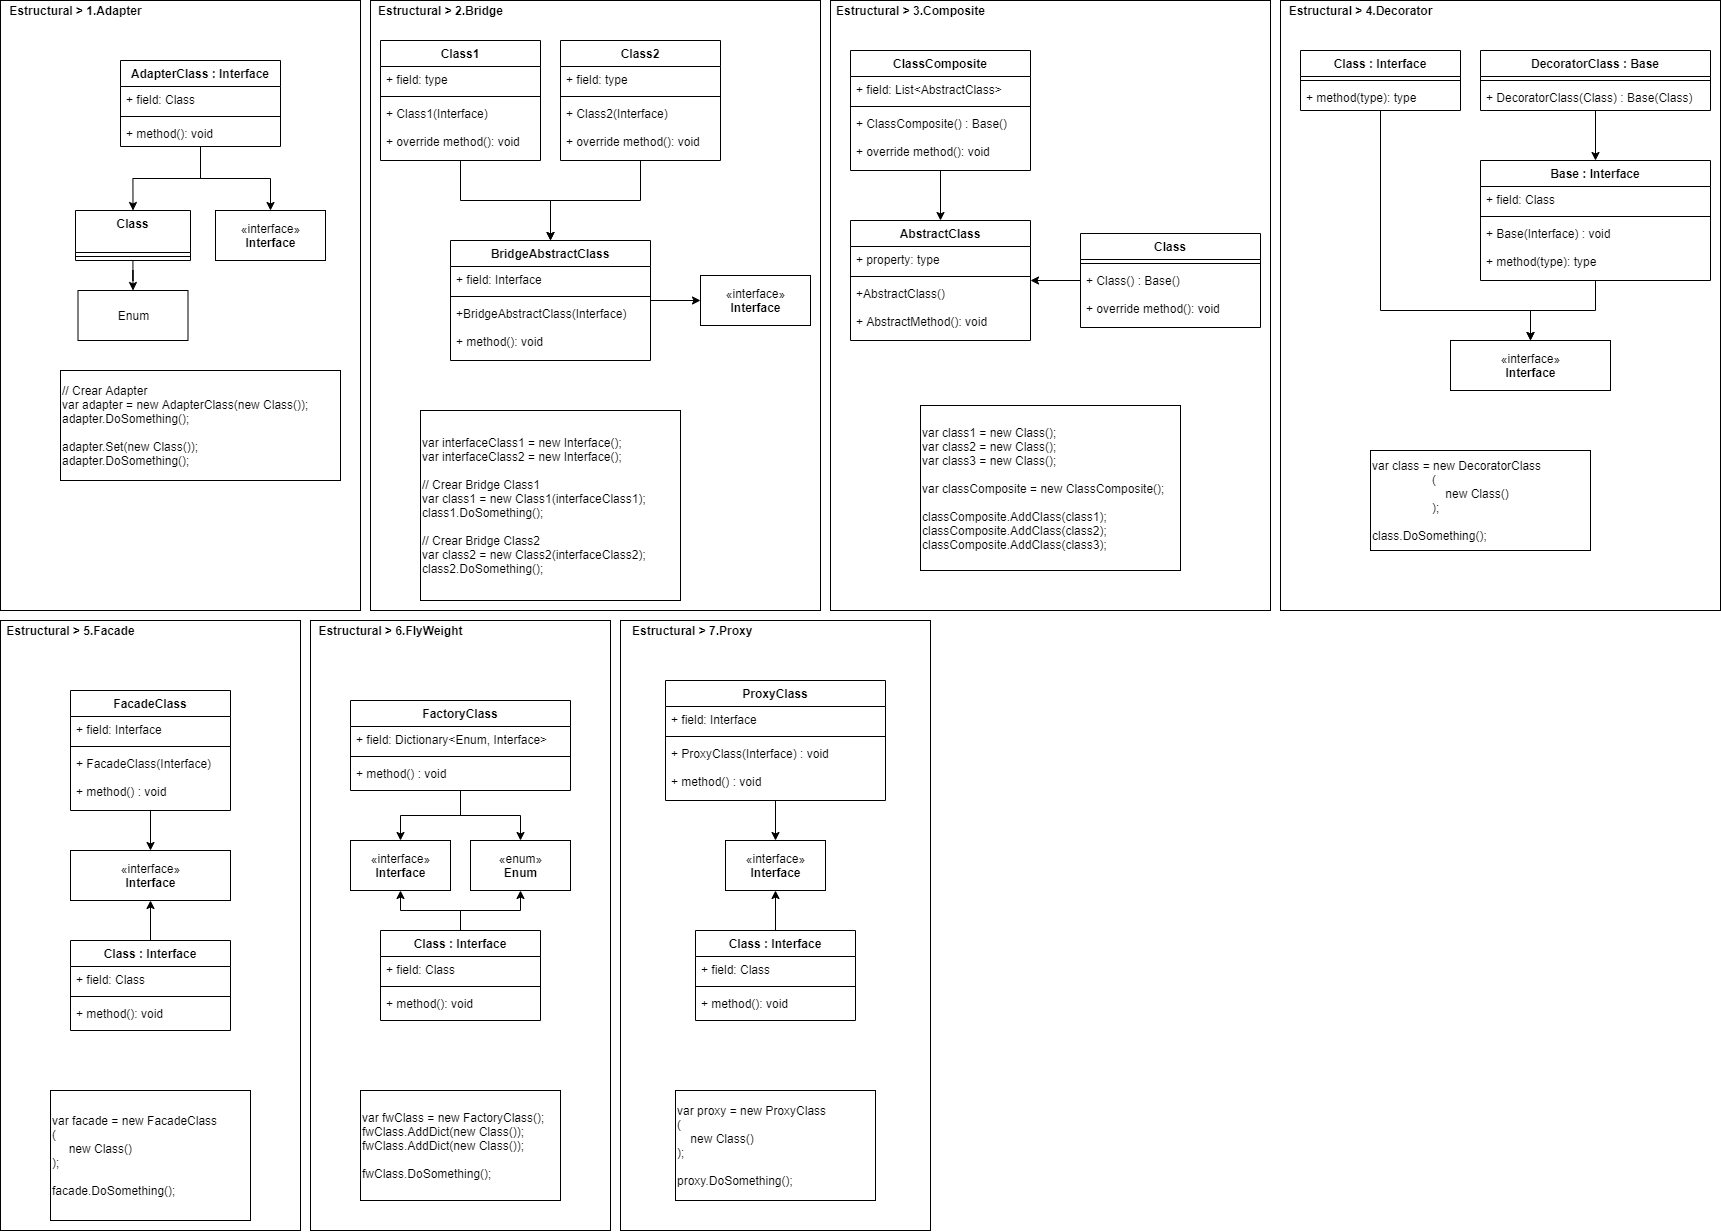 Estructural > 1.Adapter
AdapterClass : Interface
+ field: Class
+ method(): void
Class
«interface»
Interface
Enum
// Crear Adapter
var adapter = new AdapterClass(new Class());
adapter.DoSomething();
adapter.Set(new Class());
adapter.DoSomething();
Estructural > 2.Bridge
Class1
+ field: type
+ Class1(Interface)
+ override method(): void
Class2
+ field: type
+ Class2(Interface)
+ override method(): void
BridgeAbstractClass
+ field: Interface
+BridgeAbstractClass(Interface)
+ method(): void
«interface»
Interface
var interfaceClass1 = new Interface();
var interfaceClass2 = new Interface();
// Crear Bridge Class1
var class1 = new Class1(interfaceClass1);
class1.DoSomething();
// Crear Bridge Class2
var class2 = new Class2(interfaceClass2);
class2.DoSomething();
Estructural > 3.Composite
ClassComposite
+ field: List<AbstractClass>
+ ClassComposite() : Base()
+ override method(): void
AbstractClass
+ property: type
+AbstractClass()
+ AbstractMethod(): void
Class
+ Class() : Base()
+ override method(): void
var class1 = new Class();
var class2 = new Class();
var class3 = new Class();
var classComposite = new ClassComposite();
classComposite.AddClass(class1);
classComposite.AddClass(class2);
classComposite.AddClass(class3);
Estructural > 4.Decorator
Class : Interface
+ method(type): type
DecoratorClass : Base
+ DecoratorClass(Class) : Base(Class)
Base : Interface
+ field: Class
+ Base(Interface) : void
+ method(type): type
«interface»
Interface
var class = new DecoratorClass
(
new Class()
);
class.DoSomething();
Estructural > 5.Facade
FacadeClass
+ field: Interface
+ FacadeClass(Interface)
+ method() : void
«interface»
Interface
Class : Interface
+ field: Class
+ method(): void
var facade = new FacadeClass
(
new Class()
);
facade.DoSomething();
Estructural > 6.FlyWeight
FactoryClass
+ field: Dictionary<Enum, Interface>
+ method() : void
«interface»
Interface
«enum»
Enum
Class : Interface
+ field: Class
+ method(): void
var fwClass = new FactoryClass();
fwClass.AddDict(new Class());
fwClass.AddDict(new Class());
fwClass.DoSomething();
Estructural > 7.Proxy
ProxyClass
+ field: Interface
+ ProxyClass(Interface) : void
+ method() : void
«interface»
Interface
Class : Interface
+ field: Class
+ method(): void
var proxy = new ProxyClass
(
new Class()
);
proxy.DoSomething();